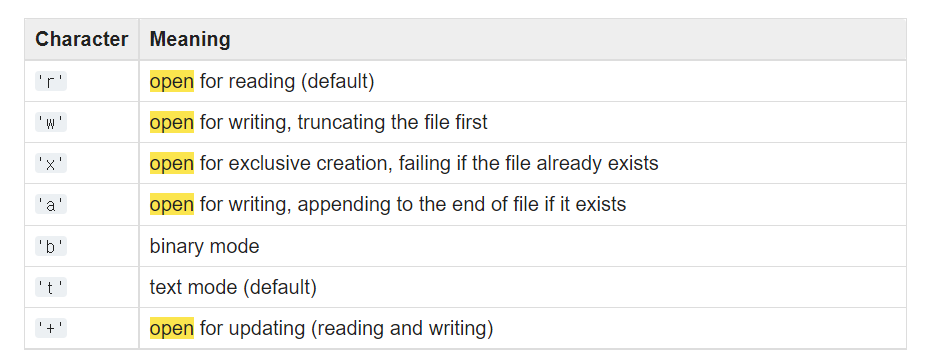 Character Meaning
'r' open for reading (default)
'w' open for writing, truncating the file first
'x' open for exclusive creation, failing if the file already exists
'a' open for writing, appending to the end of file if it exists
'b' binary mode
't' text mode (default)
'+' open for updating (reading and writing)